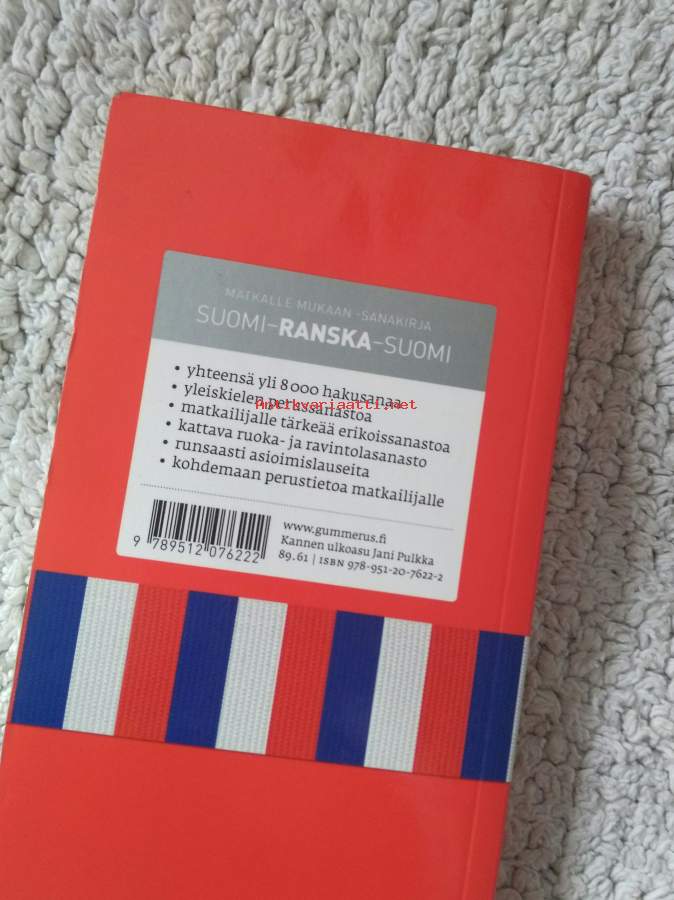 MATKALLE MUKAAN -SANAKIRJA
SUOMI–RANSKA–SUOMI
• yhteensä yli 8 000 hakusanaa
• yleiskielen perussanastoa
Antikvariaatti.net
• matkailijalle tärkeää erikoissanastoa
• kattava ruoka- ja ravintolasanasto
• runsaasti asioimislauseita
• kohdemaan perustietoa matkailijalle
www.gummerus.fi
Kannen ulkoasu Jani Pulkka
89.61 | ISBN 978-951-20-7622-2
9 789512 076222